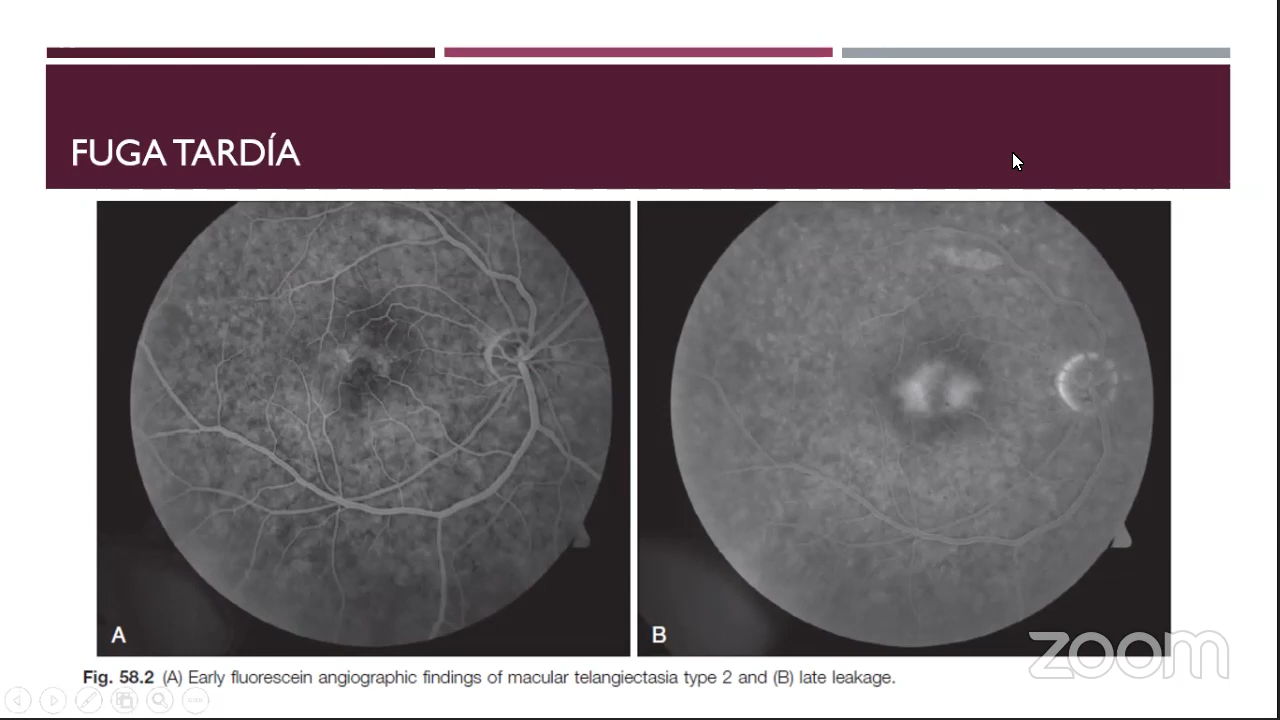 FUGA TARDÍA
A
B
zoom
Fig. 58.2 (A) Early fluorescein angiographic findings of macular telangiectasia type 2 and (B) late leakage.